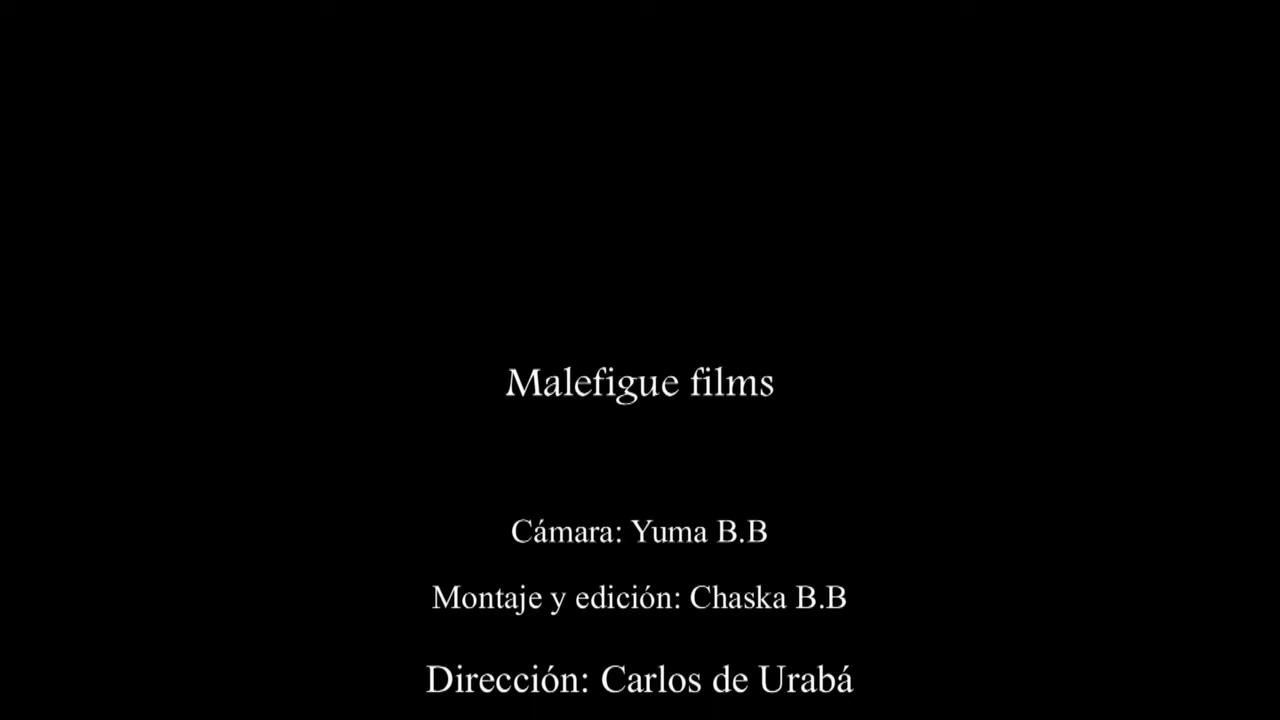 Malefigue films
Cámara: Yuma B.B
Montaje y edición: Chaska B.B
Dirección: Carlos de Urabá